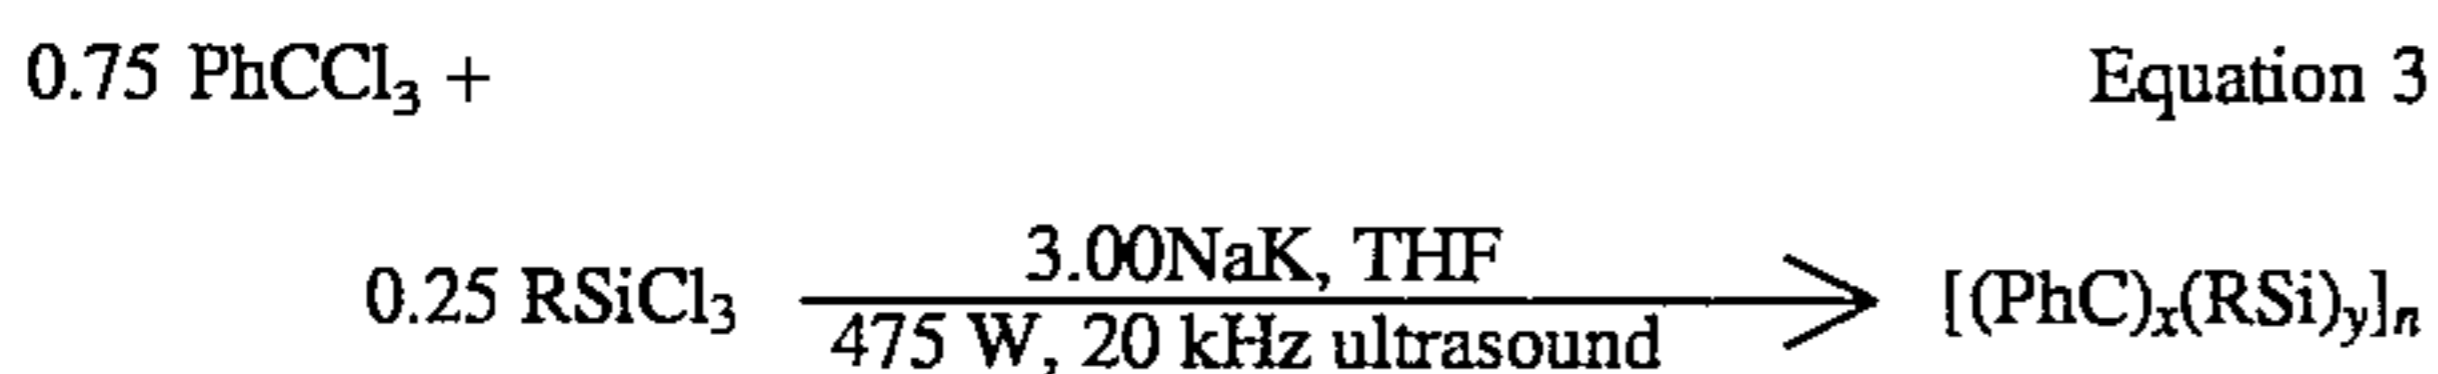 0.75 PhCCl₃ + Equation 3
3.00NaK, THF
0.25 RSiCl₃ [(PhC)ₓ(RSi)ᵧ]ₙ
475 W, 20 kHz ultrasound